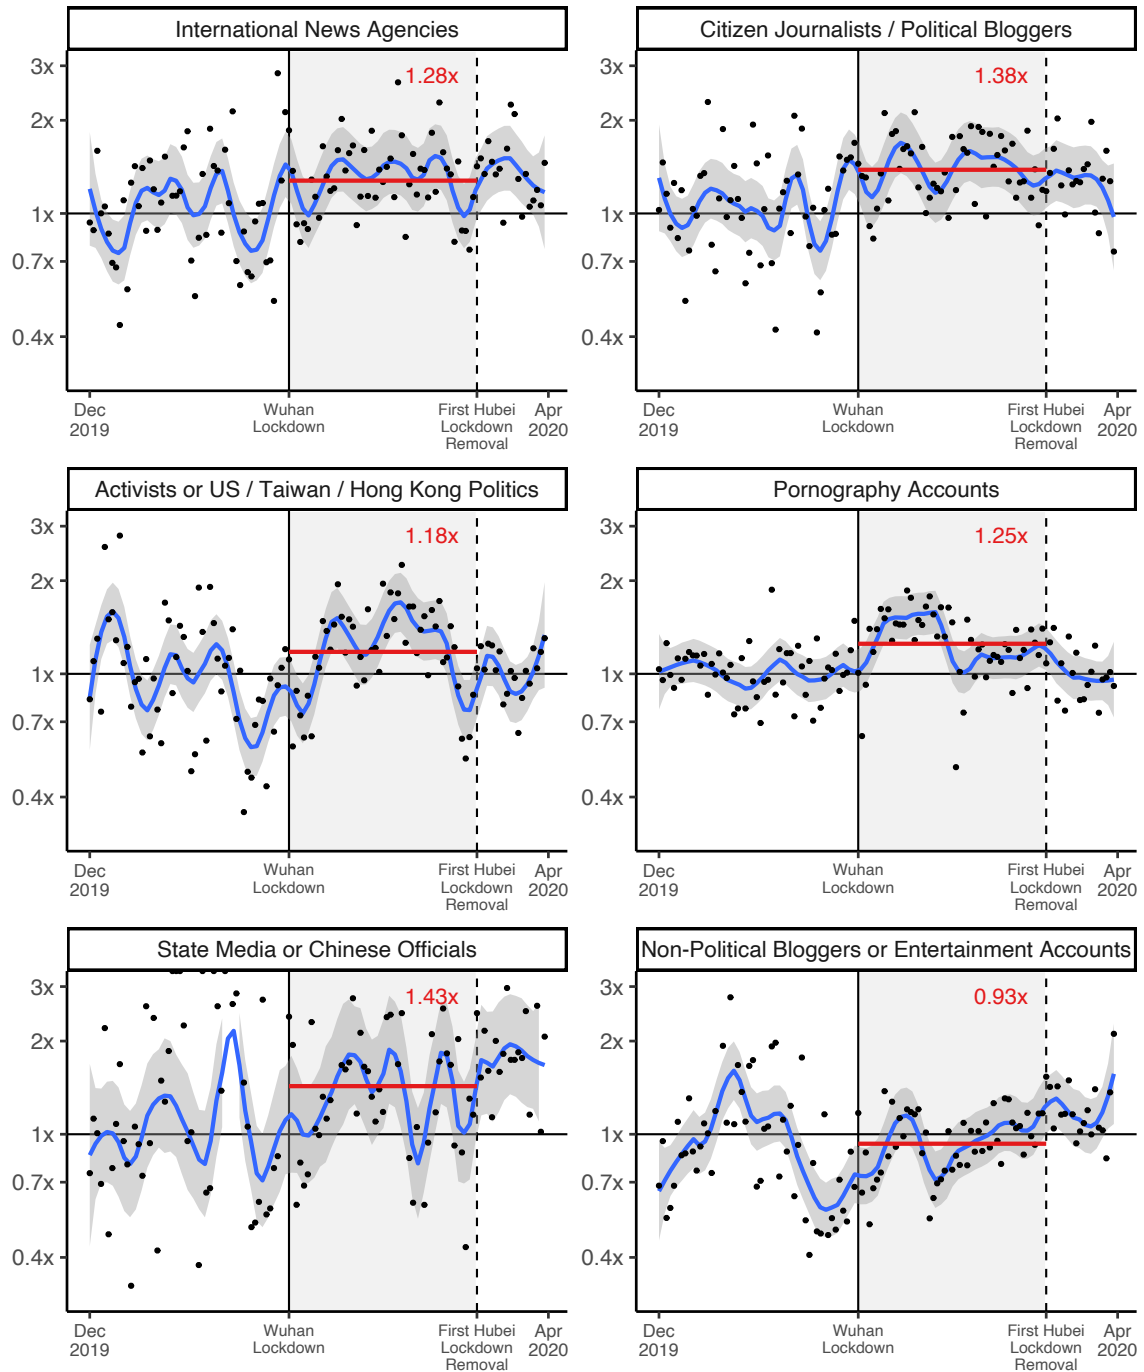 International News Agencies
3x
2x
1x
0.7x
0.4x
1.28x
Dec
2019
Wuhan
Lockdown
First Hubei
Lockdown
Removal
Apr
2020
Citizen Journalists / Political Bloggers
3x
2x
1x
0.7x
0.4x
1.38x
Dec
2019
Wuhan
Lockdown
First Hubei
Lockdown
Removal
Apr
2020
Activists or US / Taiwan / Hong Kong Politics
3x
2x
1x
0.7x
0.4x
1.18x
Dec
2019
Wuhan
Lockdown
First Hubei
Lockdown
Removal
Apr
2020
Pornography Accounts
3x
2x
1x
0.7x
0.4x
1.25x
Dec
2019
Wuhan
Lockdown
First Hubei
Lockdown
Removal
Apr
2020
State Media or Chinese Officials
3x
2x
1x
0.7x
0.4x
1.43x
Dec
2019
Wuhan
Lockdown
First Hubei
Lockdown
Removal
Apr
2020
Non-Political Bloggers or Entertainment Accounts
3x
2x
1x
0.7x
0.4x
0.93x
Dec
2019
Wuhan
Lockdown
First Hubei
Lockdown
Removal
Apr
2020